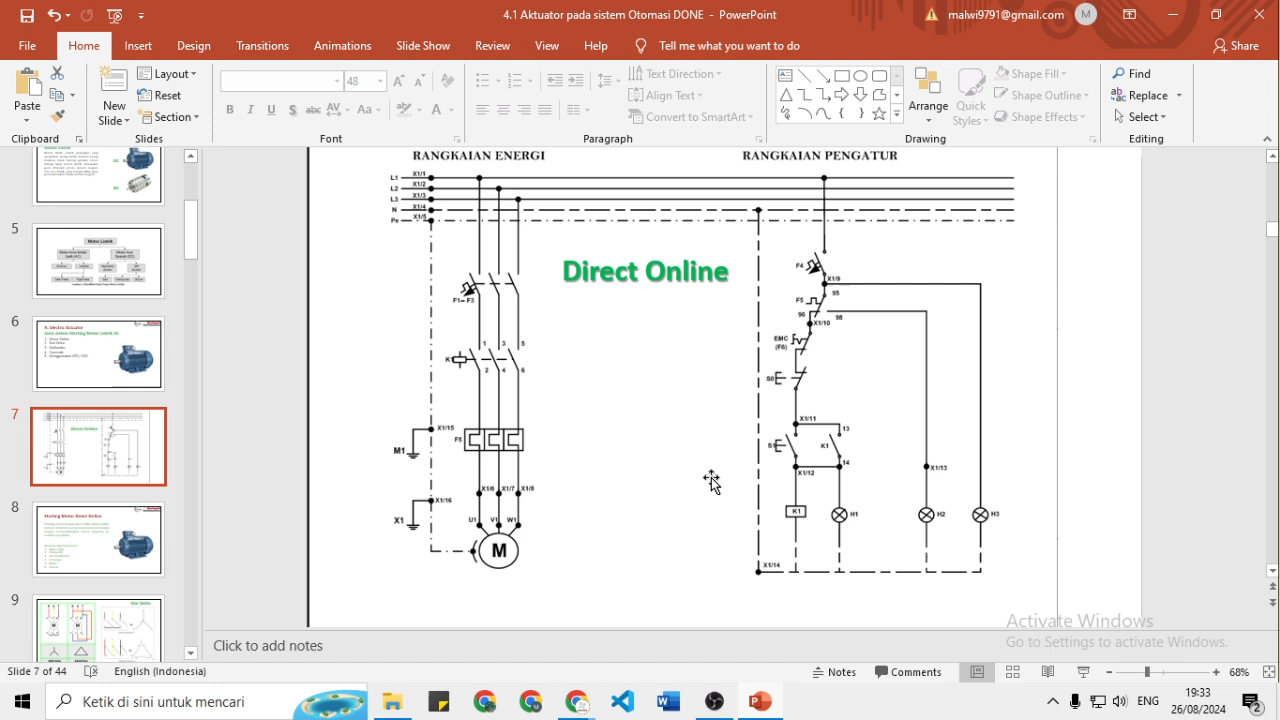 4.1 Aktuator pada sistem Otomasi DONE - PowerPoint
malwi9791@gmail.com M
File Home Insert Design Transitions Animations Slide Show Review View Help Tell me what you want to do Share
Paste
New Slide
Layout
Reset
Section
48
B I U S abc AV Aa A
Text Direction
Align Text
Convert to SmartArt
Arrange
Quick Styles
Shape Fill
Shape Outline
Shape Effects
Find
Replace
Select
Clipboard Slides Font Paragraph Drawing Editing
5
Motor Listrik
6
A. Electric Actuator
7
Direct Online
8
Starting Motor Direct Online
9
RANGKAIAN ENERGI RANGKAIAN PENGATUR
L1 X1/1
L2 X1/2
L3 X1/3
N X1/4
Pe X1/5
Direct Online
F1= F3
K1
1 3 5
2 4 6
F5
X1/15
M1
X1/6 X1/7 X1/8
X1/16
X1
U1 V1 W1
M
F4
X1/9
95
F5
96 98
X1/10
EMC
(F6)
S0
X1/11
13
S1 K1
14
X1/12
X1/13
K1 H1 H2 H3
X1/14
Activate Windows
Go to Settings to activate Windows.
Click to add notes
Slide 7 of 44 English (Indonesia) Notes Comments 68%
Ketik di sini untuk mencari
ENG
19:33
26/08/2024
2